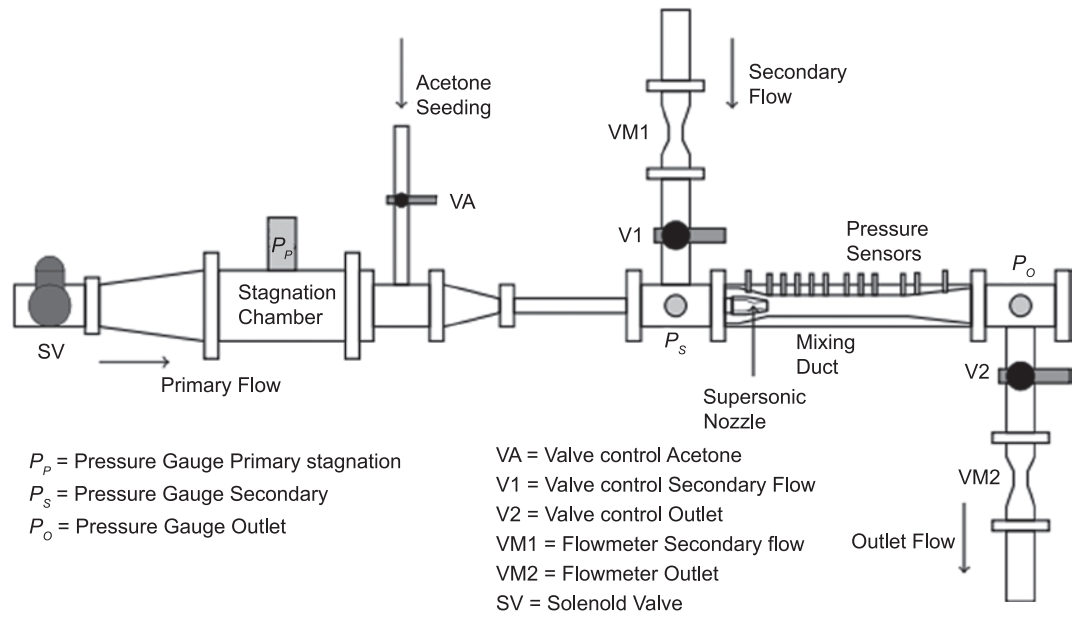 Acetone
Seeding
Secondary
Flow
VM1
VA
V1
Pressure
Sensors
P_P
P_O
Stagnation
Chamber
SV
P_S
Mixing
Duct
V2
Primary Flow
Supersonic
Nozzle
P_P = Pressure Gauge Primary stagnation
P_S = Pressure Gauge Secondary
P_O = Pressure Gauge Outlet
VA = Valve control Acetone
V1 = Valve control Secondary Flow
V2 = Valve control Outlet
VM1 = Flowmeter Secondary flow
VM2 = Flowmeter Outlet
SV = Solenold Valve
VM2
Outlet Flow